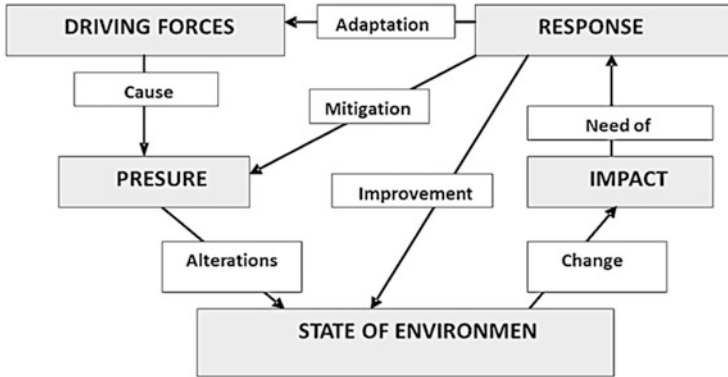 DRIVING FORCES
Adaptation
RESPONSE
Cause
Mitigation
Need of
PRESURE
Improvement
IMPACT
Alterations
Change
STATE OF ENVIRONMEN